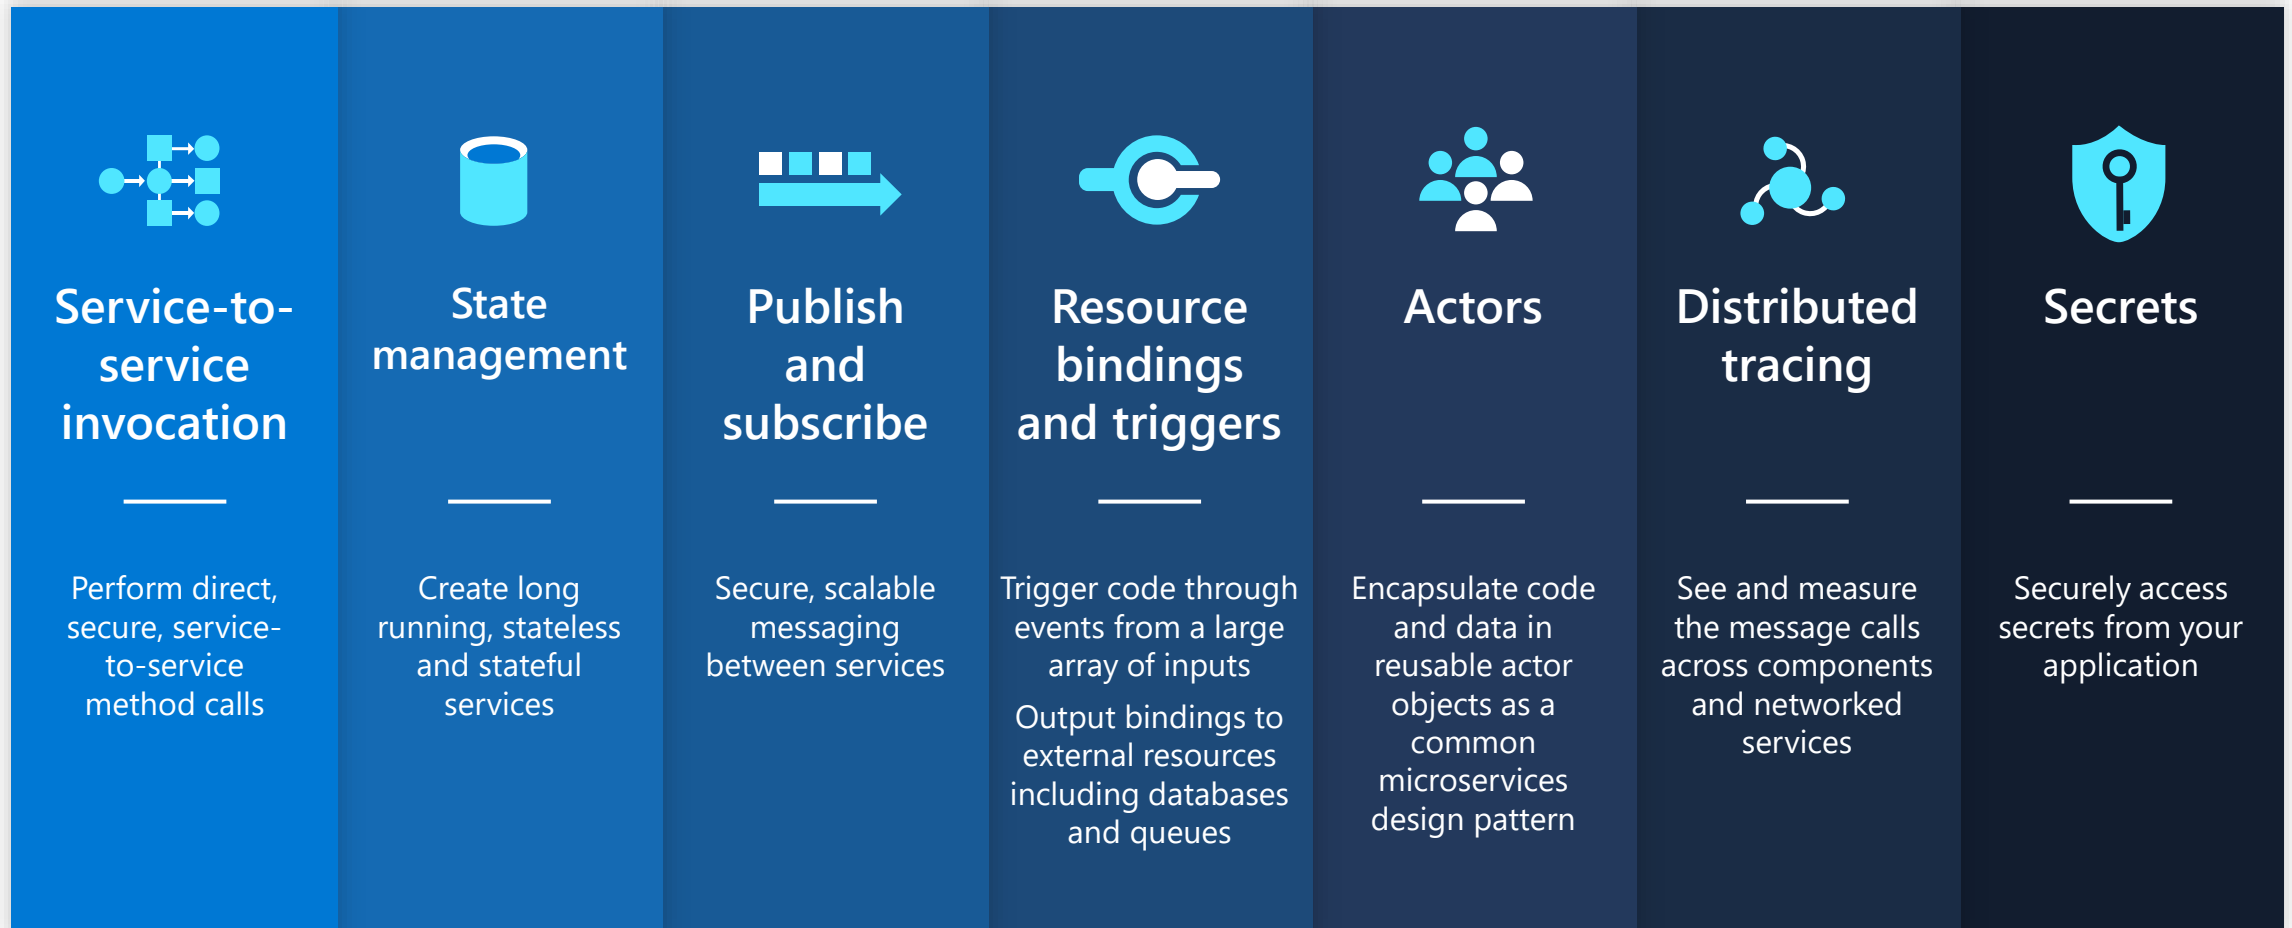 Service-to-
service
invocation
Perform direct,
secure, service-
to-service
method calls
State
management
Create long
running, stateless
and stateful
services
Publish
and
subscribe
Secure, scalable
messaging
between services
Resource
bindings
and triggers
Trigger code through
events from a large
array of inputs
Output bindings to
external resources
including databases
and queues
Actors
Encapsulate code
and data in
reusable actor
objects as a
common
microservices
design pattern
Distributed
tracing
See and measure
the message calls
across components
and networked
services
Secrets
Securely access
secrets from your
application